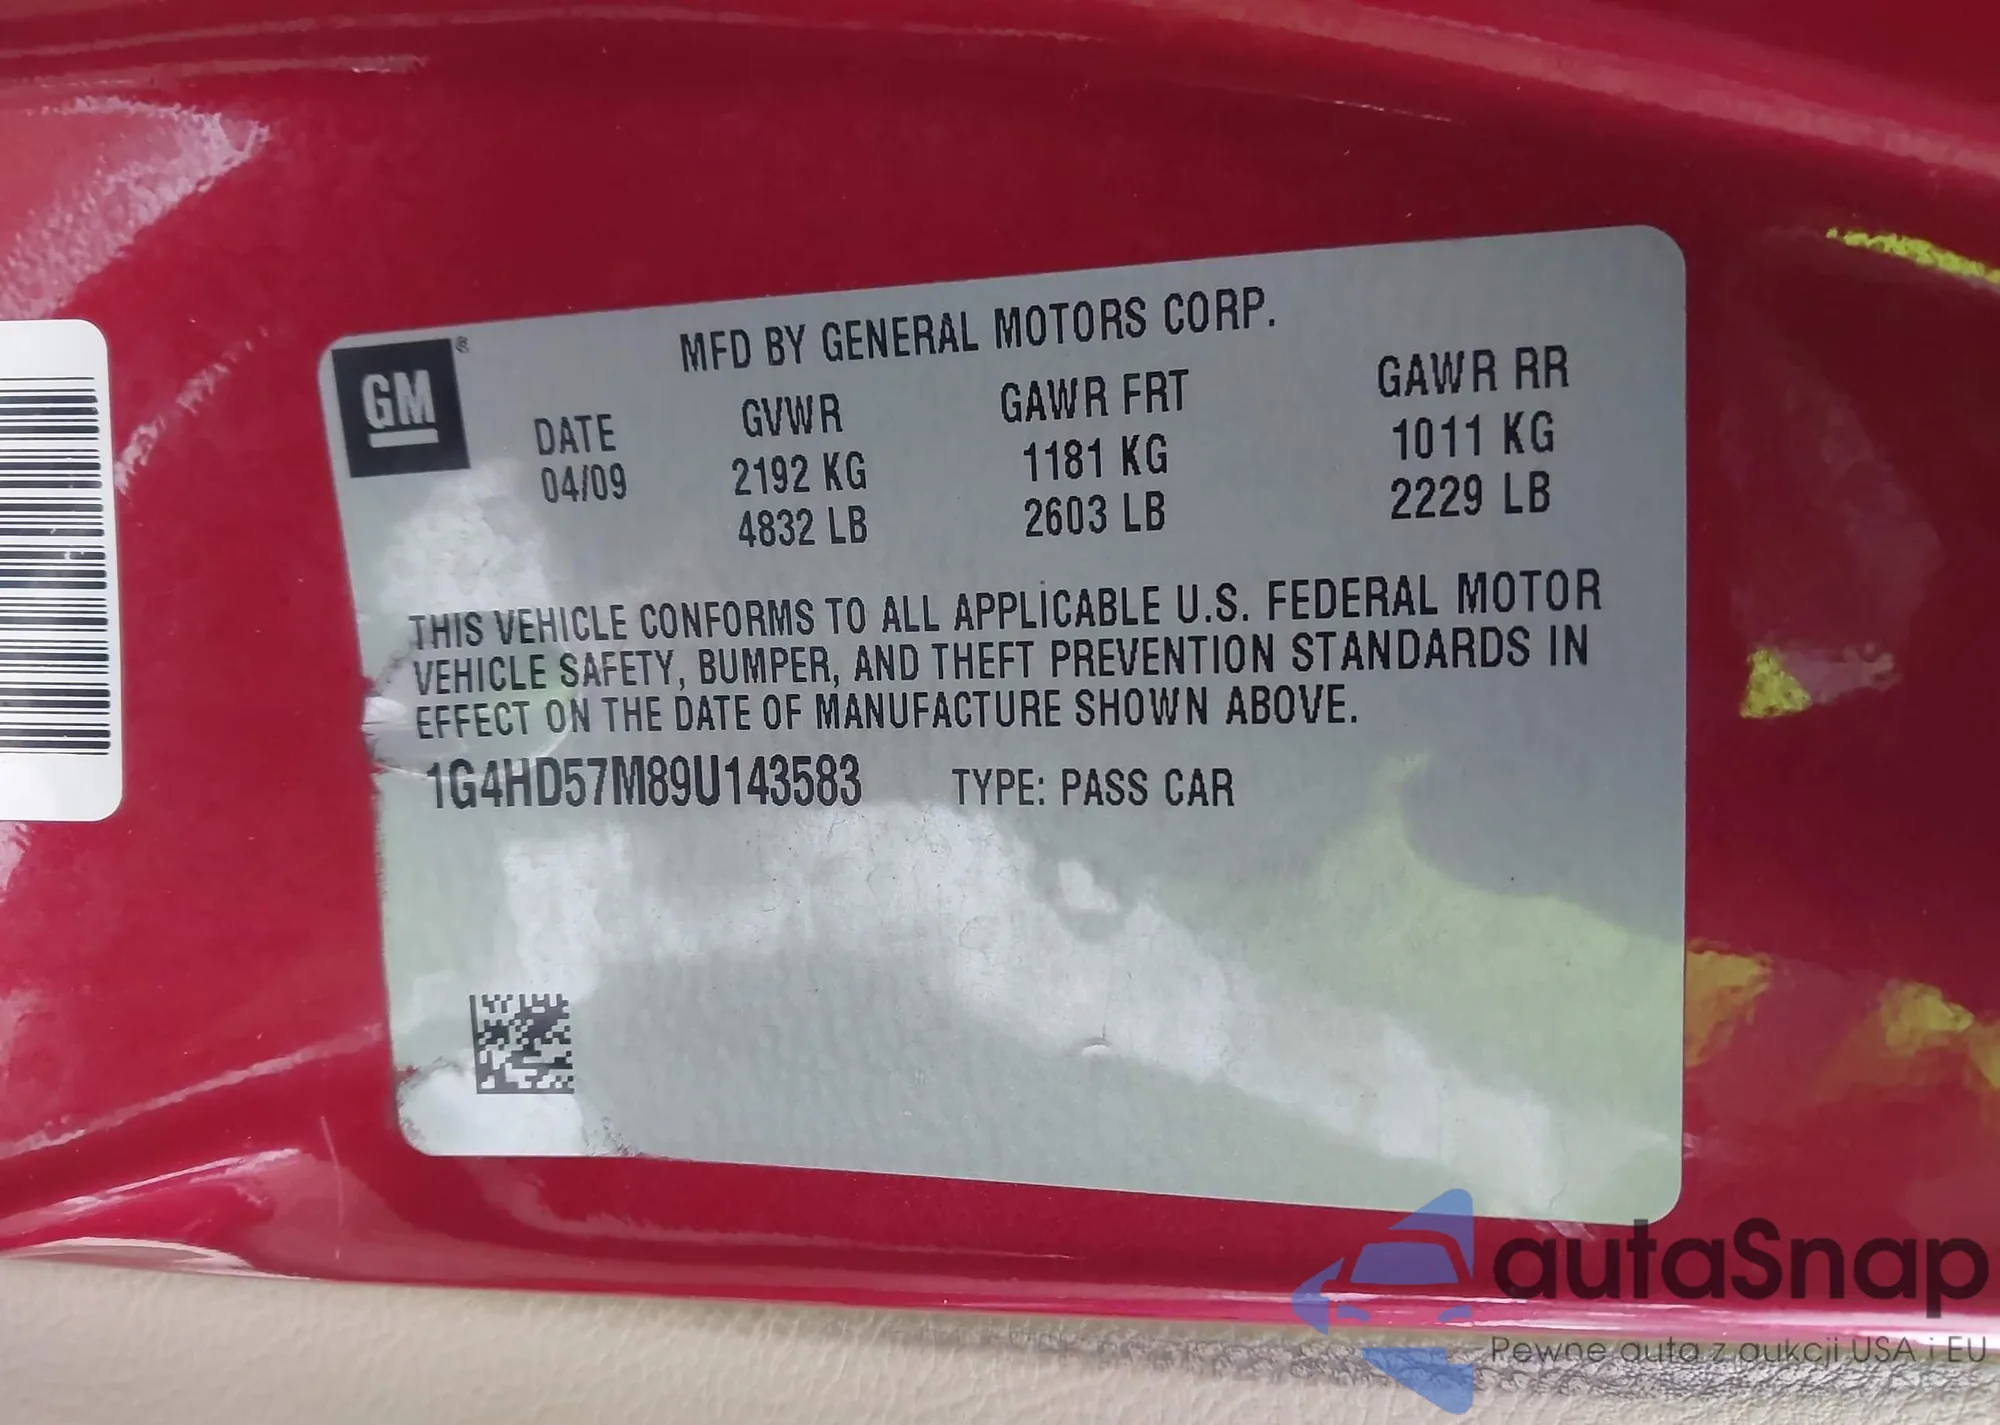 GM ®
MFD BY GENERAL MOTORS CORP.
DATE GVWR GAWR FRT GAWR RR
04/09 2192 KG 1181 KG 1011 KG
4832 LB 2603 LB 2229 LB
THIS VEHICLE CONFORMS TO ALL APPLICABLE U.S. FEDERAL MOTOR
VEHICLE SAFETY, BUMPER, AND THEFT PREVENTION STANDARDS IN
EFFECT ON THE DATE OF MANUFACTURE SHOWN ABOVE.
1G4HD57M89U143583 TYPE: PASS CAR
autaSnap
Pewne auta z aukcji USA i EU